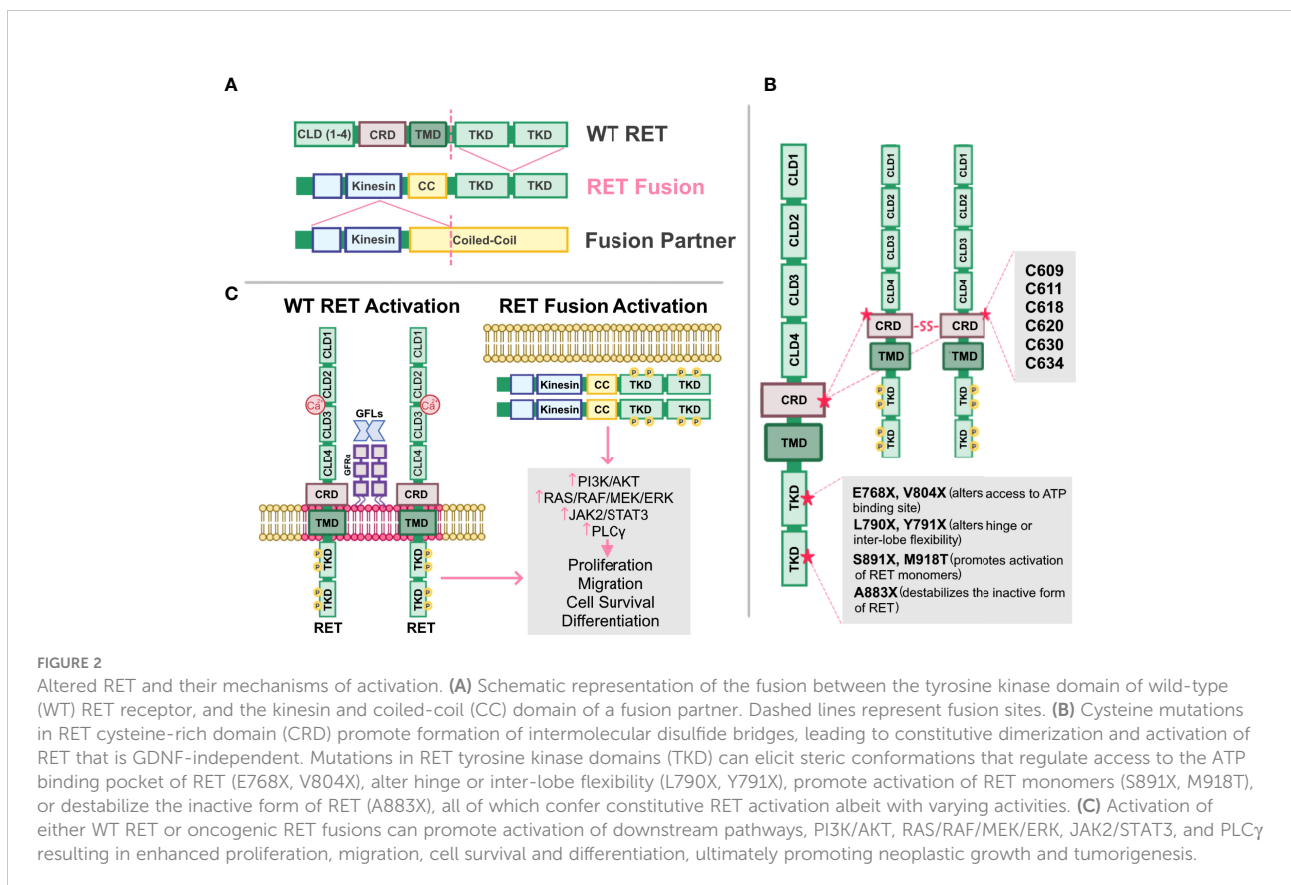 A
CLD (1-4) CRD TMD TKD TKD WT RET
Kinesin CC TKD TKD RET Fusion
Kinesin Coiled-Coil Fusion Partner
B
CLD1
CLD2
CLD3
CLD4
CRD
TMD
TKD
TKD
CLD1 CLD1
CLD2 CLD2
CLD3 CLD3
CLD4 CLD4
CRD -SS- CRD
TMD TMD
P P
TKD TKD
P P
P P
TKD TKD
P P
C609
C611
C618
C620
C630
C634
E768X, V804X (alters access to ATP
binding site)
L790X, Y791X (alters hinge or
inter-lobe flexibility)
S891X, M918T (promotes activation
of RET monomers)
A883X (destabilizes the inactive form
of RET)
C
WT RET Activation
CLD1 CLD1
CLD2 CLD2
Ca²⁺ Ca²⁺
CLD3 CLD3
CLD4 CLD4
GFLs
GFRα
CRD CRD
TMD TMD
P P
TKD TKD
P P
P P
TKD TKD
P P
RET RET
RET Fusion Activation
P P P P
Kinesin CC TKD TKD
Kinesin CC TKD TKD
P P P P
↑PI3K/AKT
↑RAS/RAF/MEK/ERK
↑JAK2/STAT3
↑PLCγ
Proliferation
Migration
Cell Survival
Differentiation
FIGURE 2
Altered RET and their mechanisms of activation. (A) Schematic representation of the fusion between the tyrosine kinase domain of wild-type
(WT) RET receptor, and the kinesin and coiled-coil (CC) domain of a fusion partner. Dashed lines represent fusion sites. (B) Cysteine mutations
in RET cysteine-rich domain (CRD) promote formation of intermolecular disulfide bridges, leading to constitutive dimerization and activation of
RET that is GDNF-independent. Mutations in RET tyrosine kinase domains (TKD) can elicit steric conformations that regulate access to the ATP
binding pocket of RET (E768X, V804X), alter hinge or inter-lobe flexibility (L790X, Y791X), promote activation of RET monomers (S891X, M918T),
or destabilize the inactive form of RET (A883X), all of which confer constitutive RET activation albeit with varying activities. (C) Activation of
either WT RET or oncogenic RET fusions can promote activation of downstream pathways, PI3K/AKT, RAS/RAF/MEK/ERK, JAK2/STAT3, and PLCγ
resulting in enhanced proliferation, migration, cell survival and differentiation, ultimately promoting neoplastic growth and tumorigenesis.